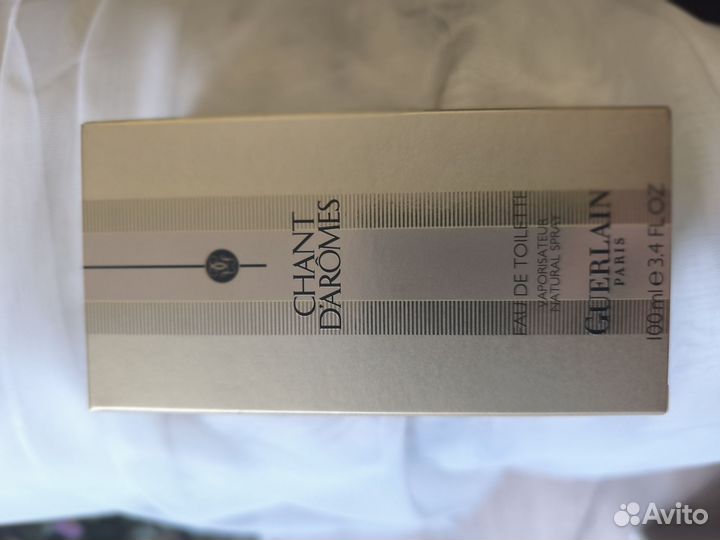 CHANT
D'ARÔMES
EAU DE TOILETTE
VAPORISATEUR
NATURAL SPRAY
GUERLAIN
PARIS
100ml e 3.4 FL OZ
Avito